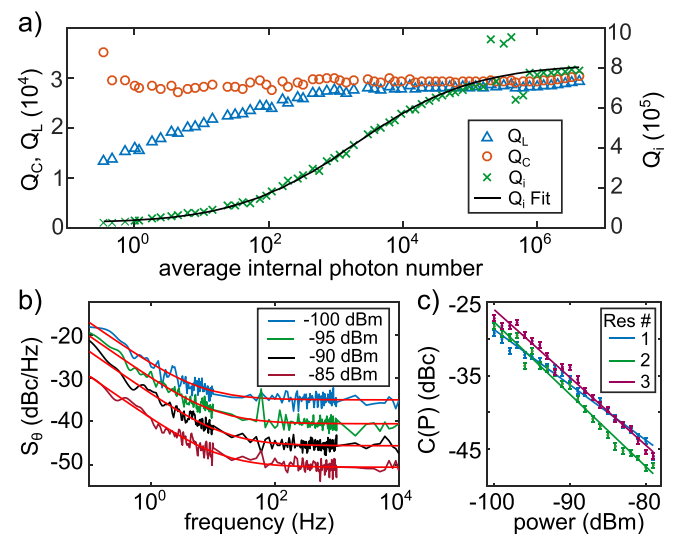 a)
Q_C, Q_L (10^4)
3
2
1
0
10
8
6
4
2
0
Q_i (10^5)
Q_L
Q_C
Q_i
Q_i Fit
10^0 10^2 10^4 10^6
average internal photon number
b)
S_θ (dBc/Hz)
-20
-30
-40
-50
-100 dBm
-95 dBm
-90 dBm
-85 dBm
10^0 10^2 10^4
frequency (Hz)
c)
C(P) (dBc)
-25
-35
-45
Res #
1
2
3
-100 -90 -80
power (dBm)